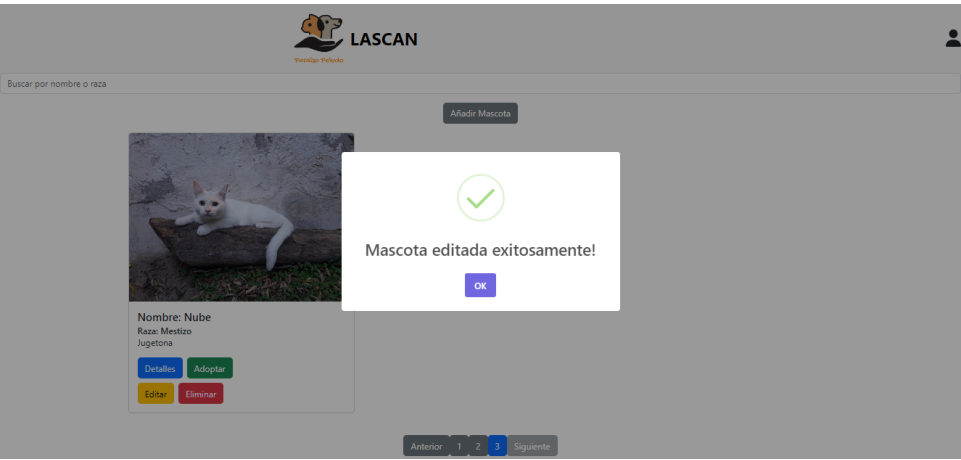 LASCAN
Peludo
Buscar por nombre o raza
Añadir Mascota
Mascota editada exitosamente!
OK
Nombre: Nube
Raza: Mestizo
Jugetona
Detalles Adoptar
Editar Eliminar
Anterior 1 2 3 Siguiente